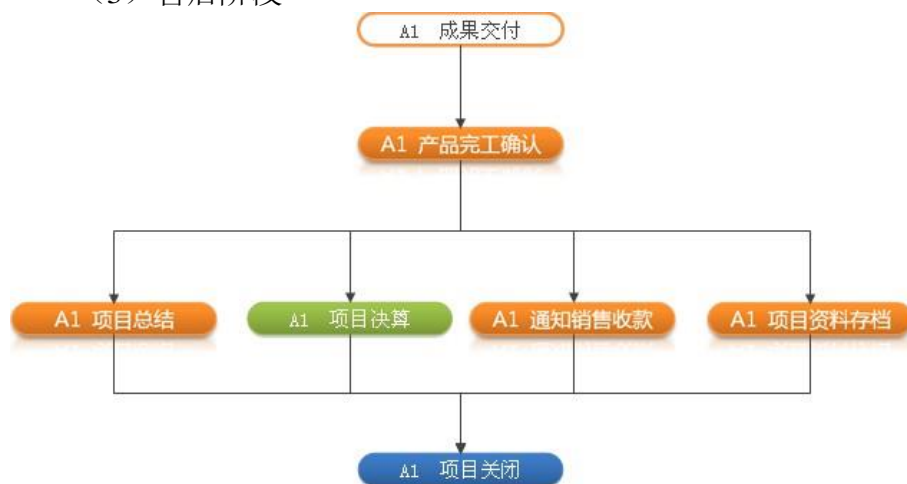 A1 成果交付
A1 产品完工确认
A1 项目总结
A1 项目决算
A1 通知销售收款
A1 项目资料存档
A1 项目关闭